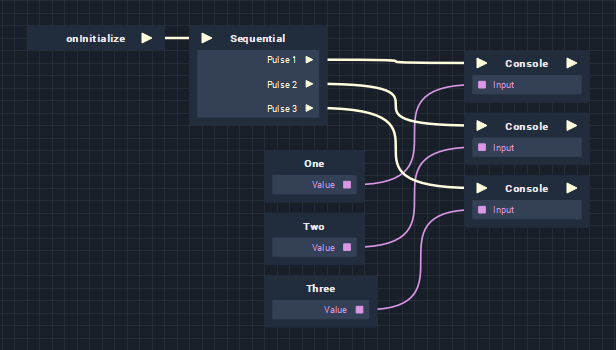 onInitialize
Sequential
Pulse 1
Pulse 2
Pulse 3
Console
Input
Console
Input
Console
Input
One
Value
Two
Value
Three
Value